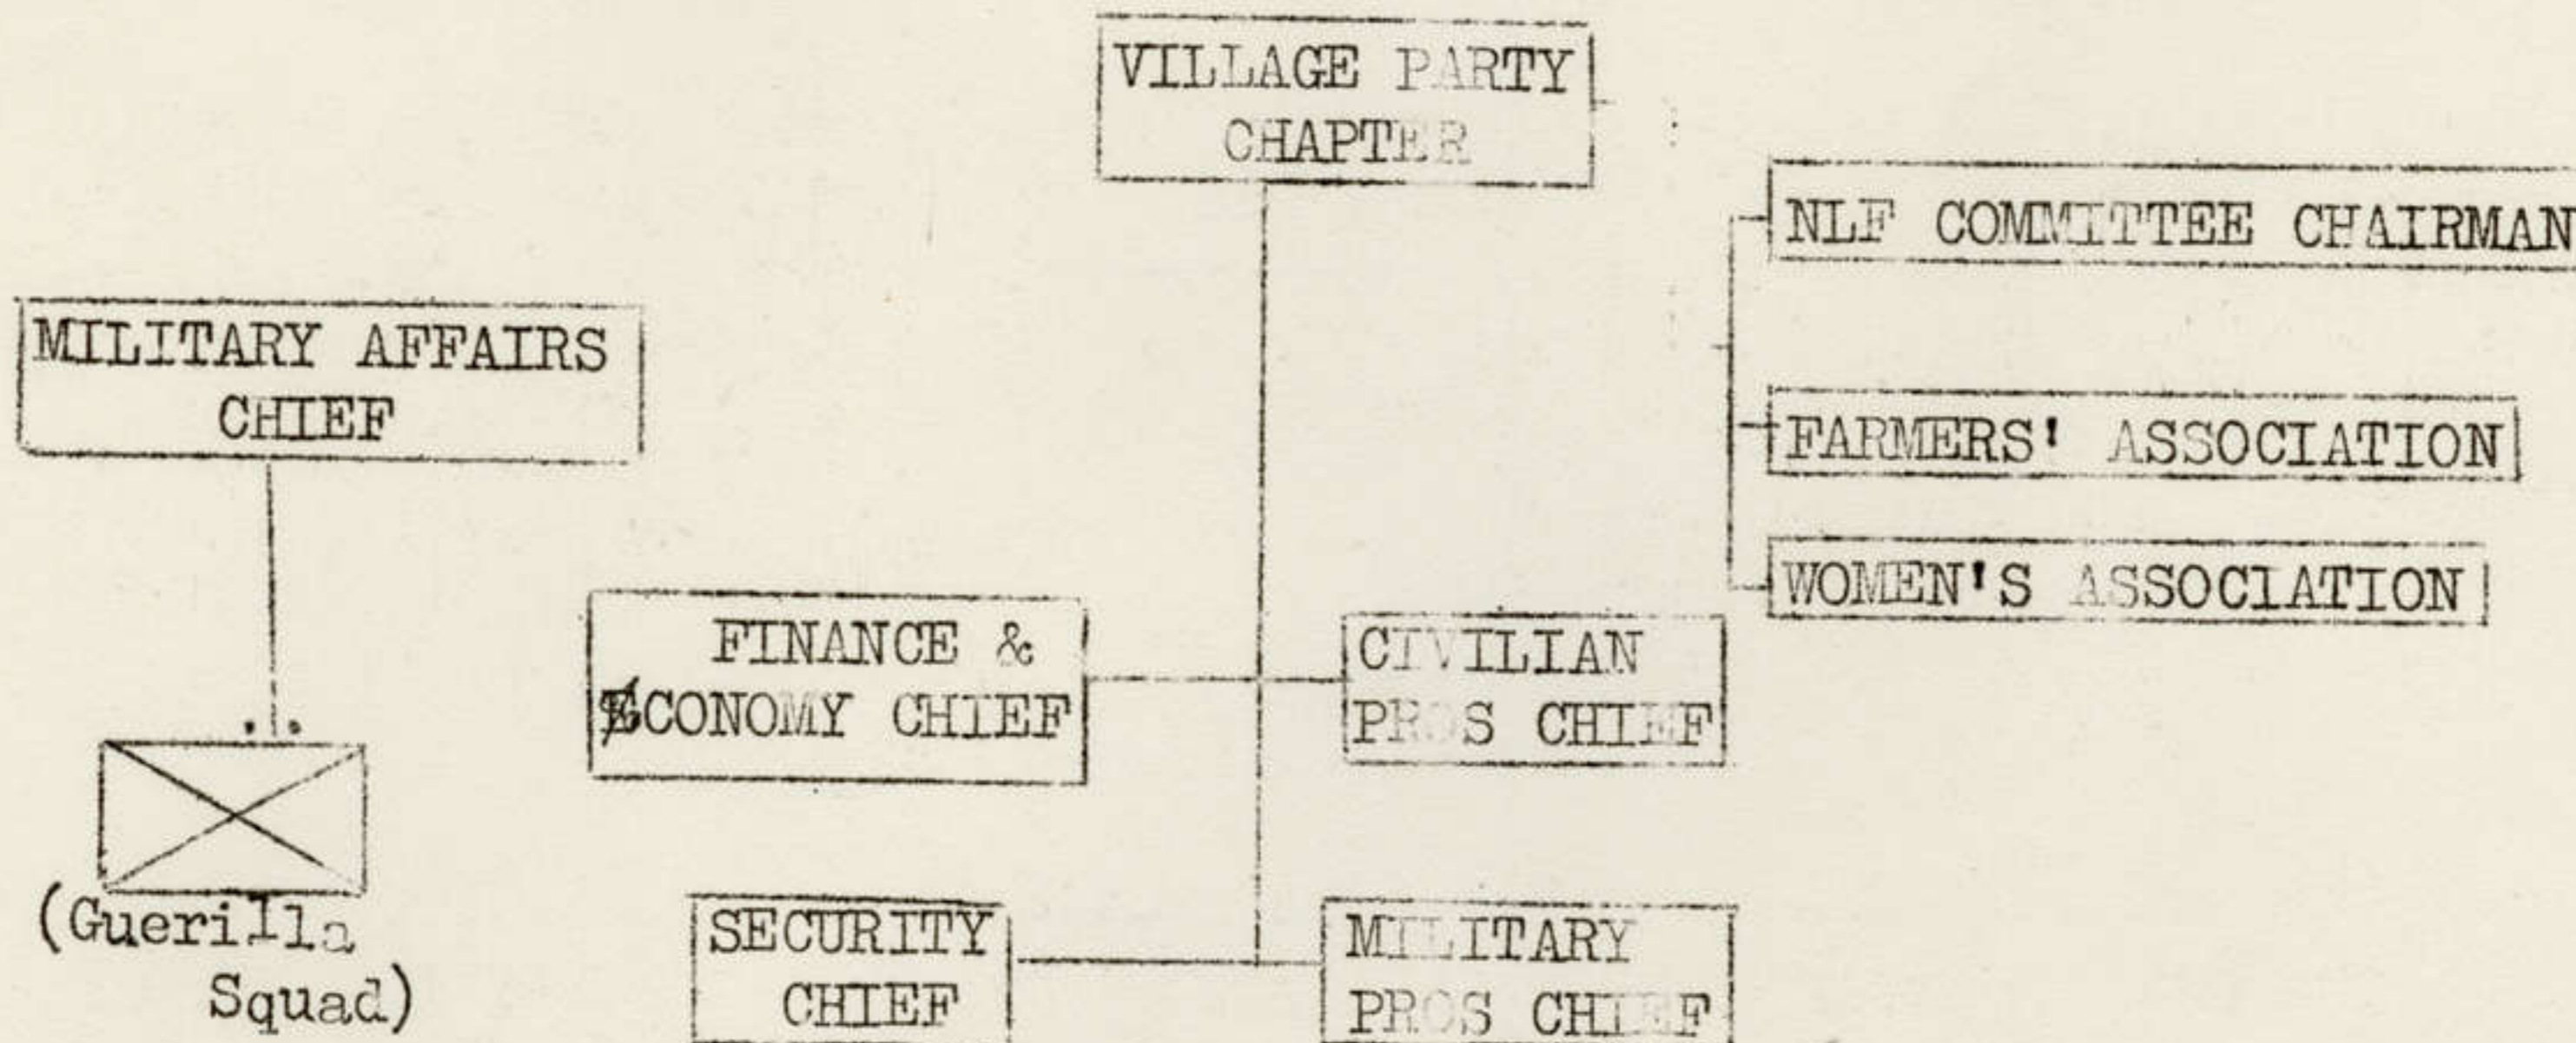 VILLAGE PARTY
CHAPTER
NLF COMMITTEE CHAIRMAN
MILITARY AFFAIRS
CHIEF
FARMERS' ASSOCIATION
WOMEN'S ASSOCIATION
FINANCE &
ECONOMY CHIEF
CIVILIAN
PROS CHIEF
(Guerilla
Squad)
SECURITY
CHIEF
MILITARY
PROS CHIEF